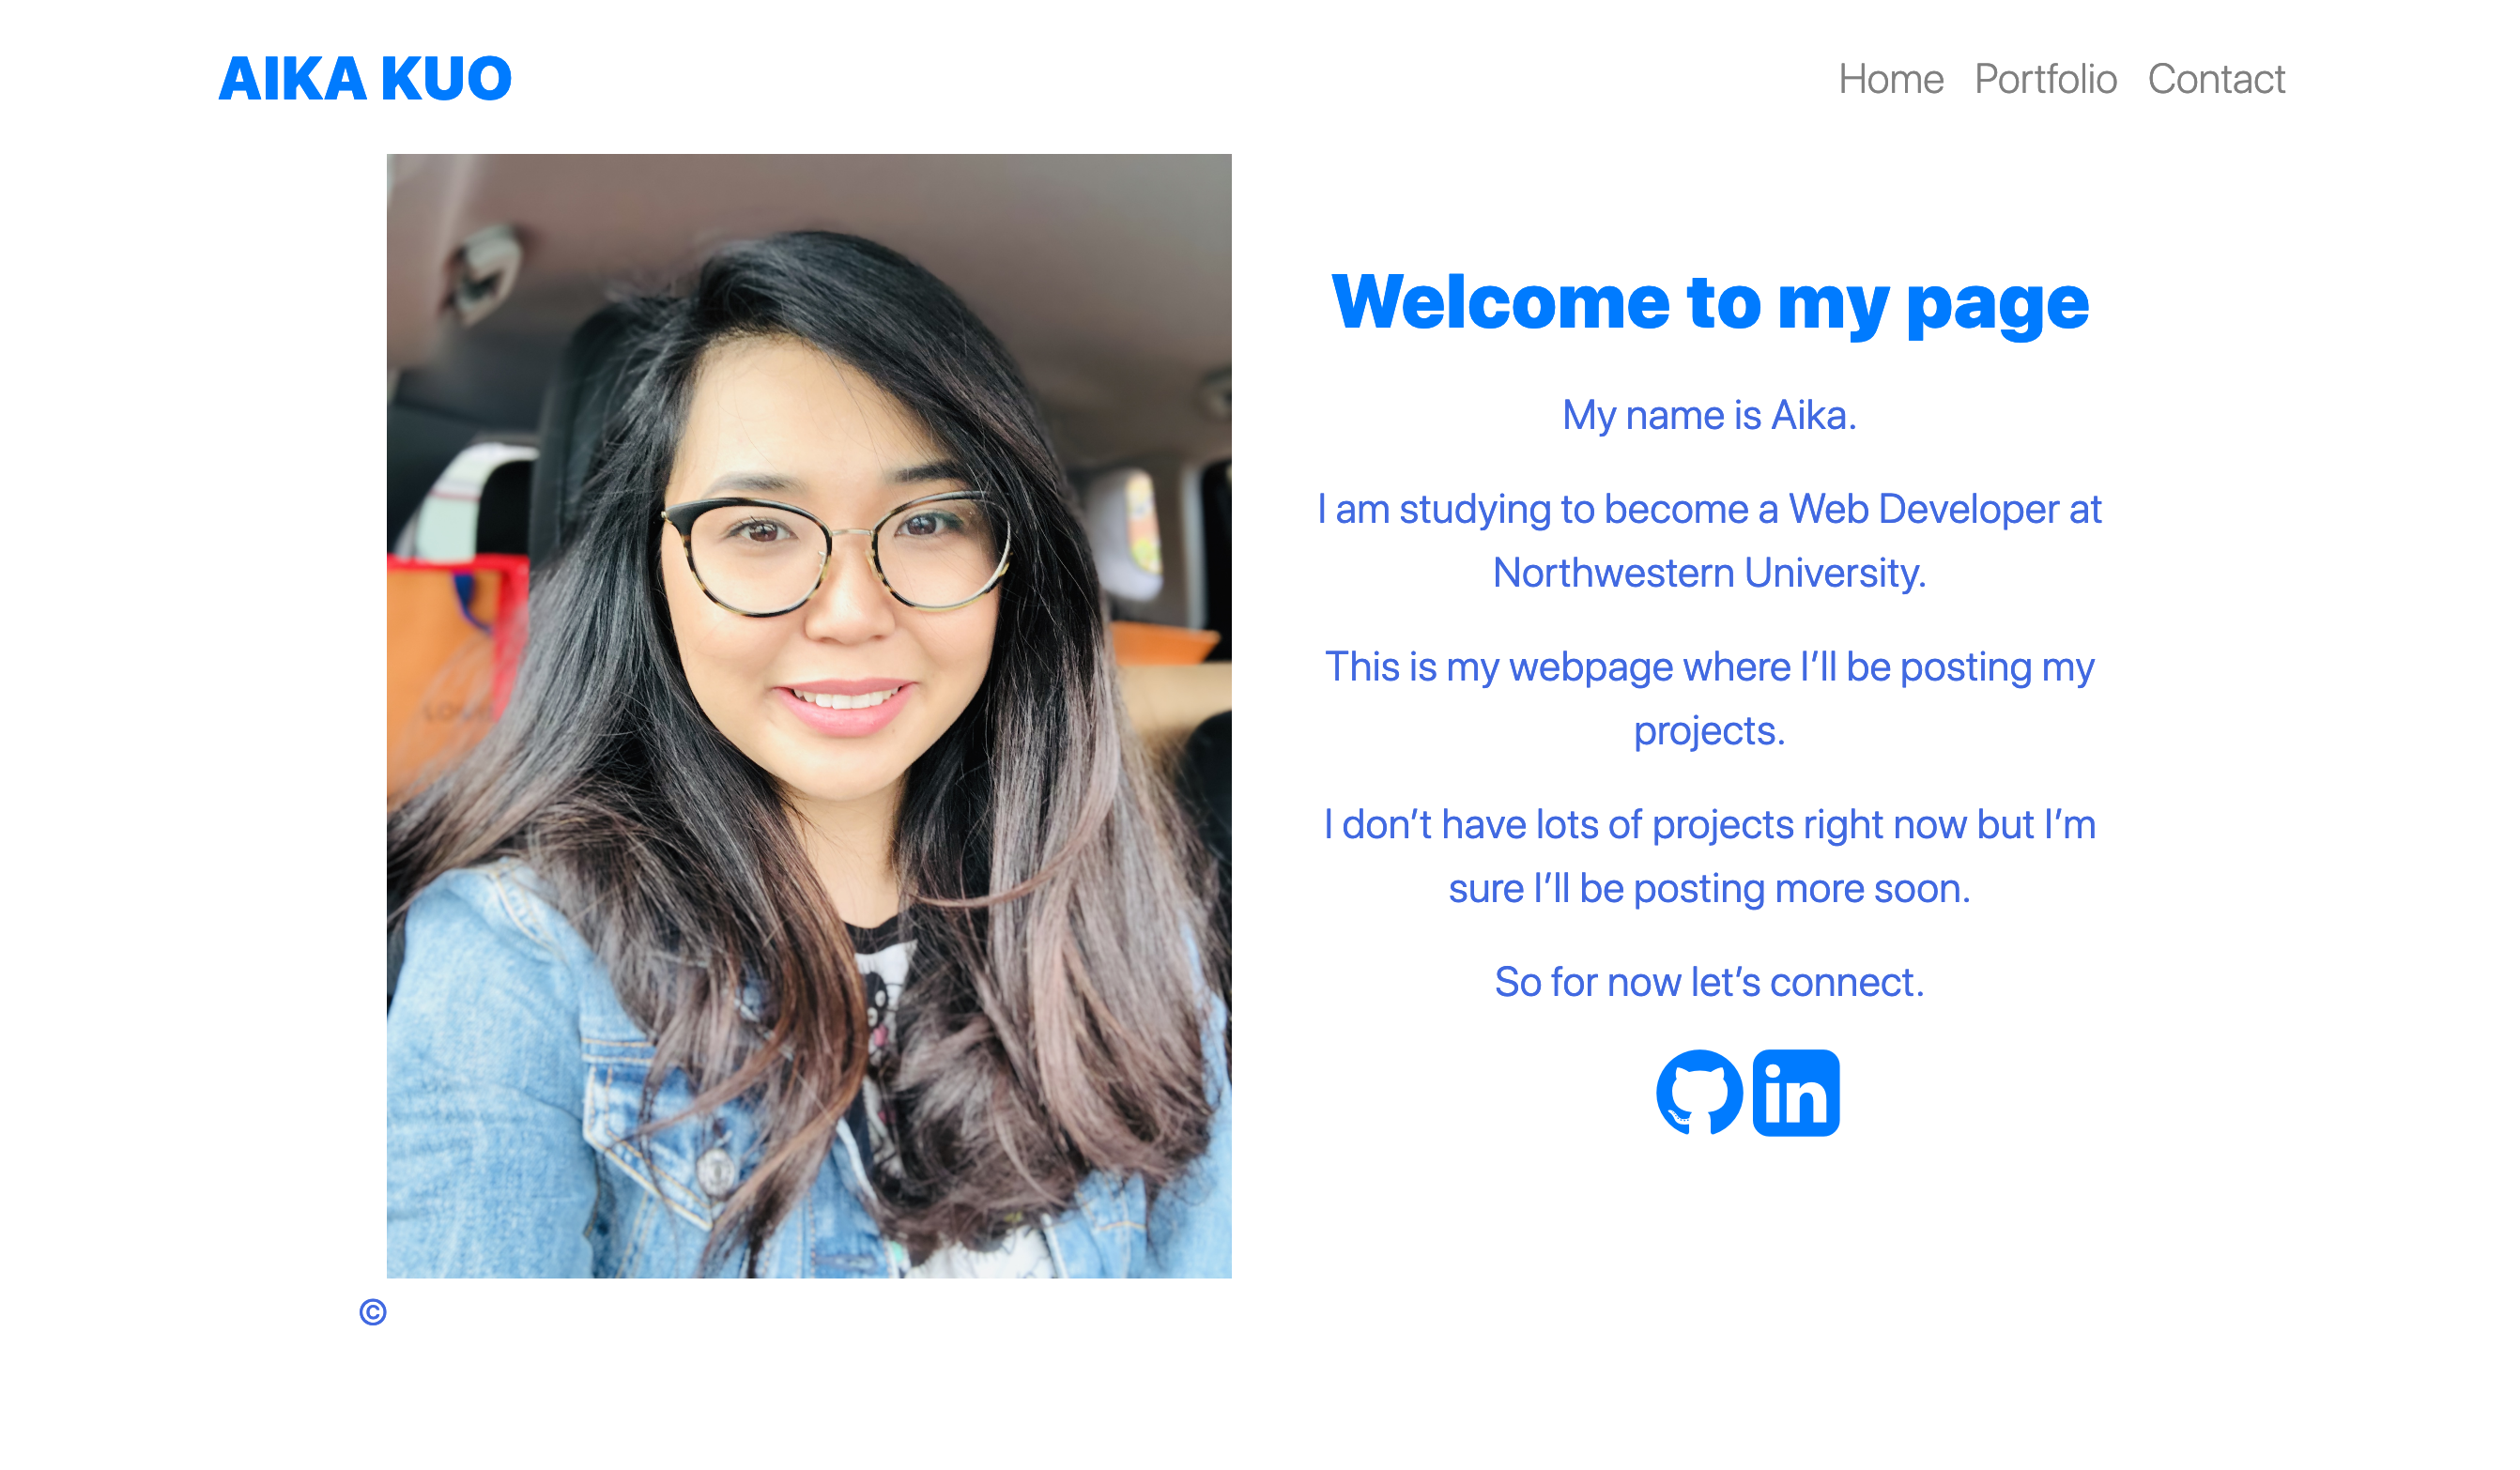 AIKA KUO
Home Portfolio Contact
Welcome to my page
My name is Aika.
I am studying to become a Web Developer at
Northwestern University.
This is my webpage where I’ll be posting my
projects.
I don’t have lots of projects right now but I’m
sure I’ll be posting more soon.
So for now let’s connect.
in
©